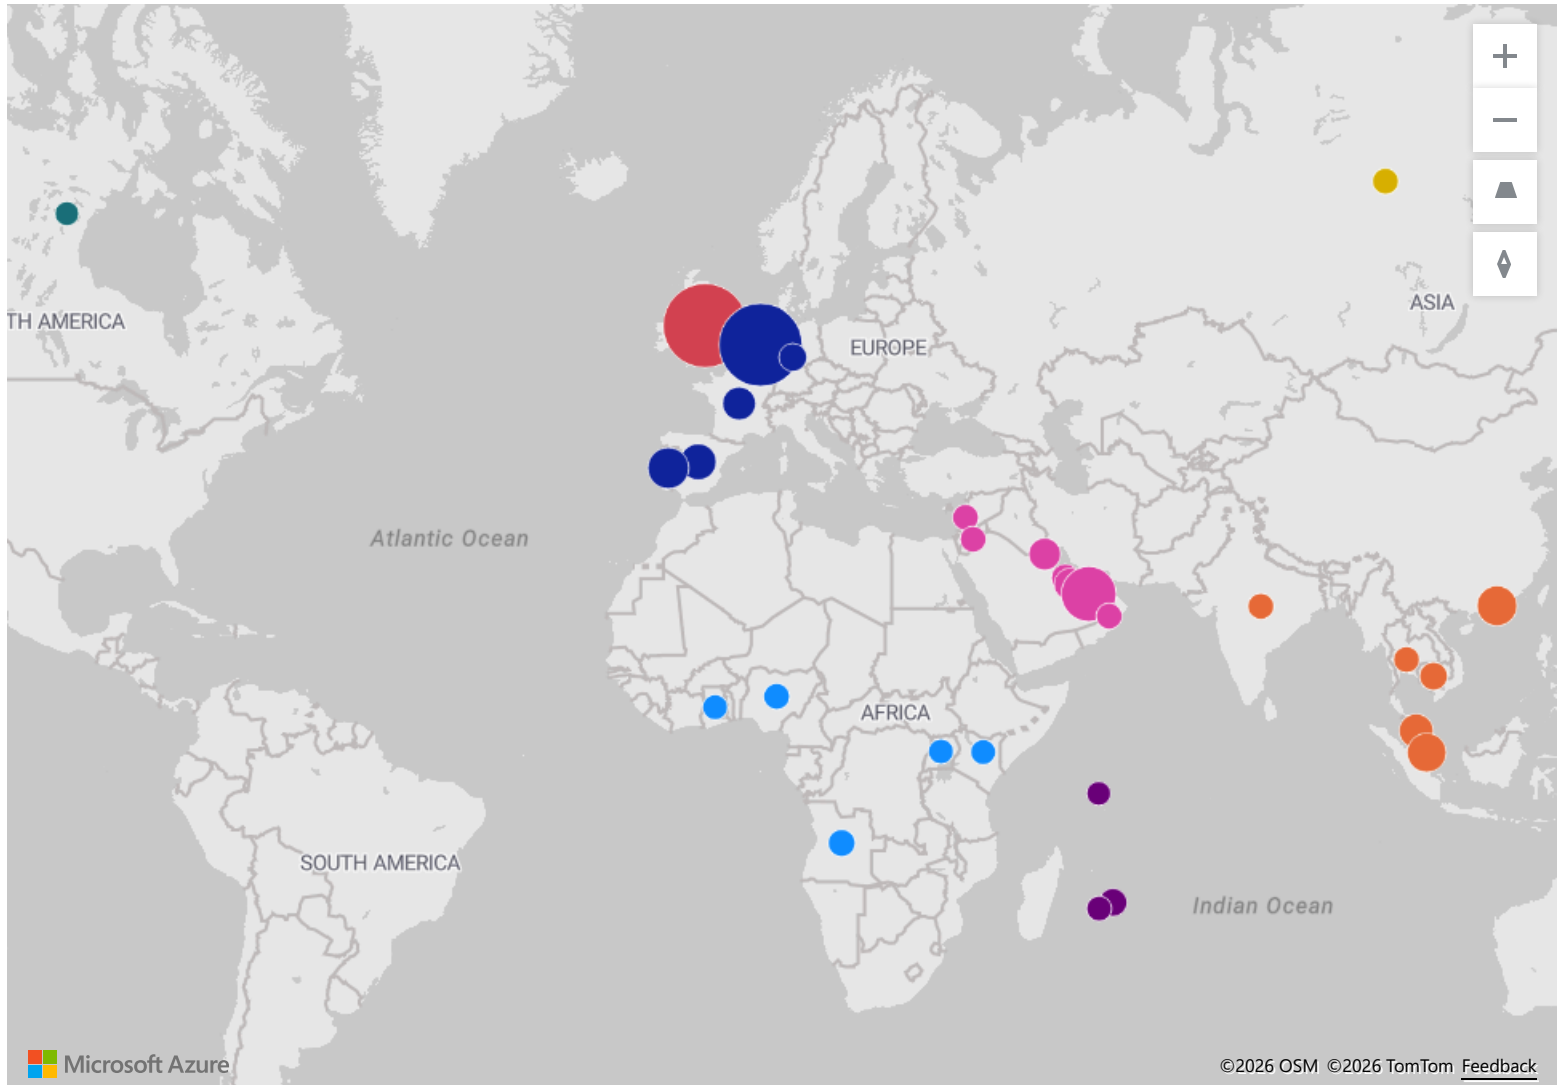 ASIA
TH AMERICA
EUROPE
Atlantic Ocean
AFRICA
SOUTH AMERICA
Indian Ocean
Microsoft Azure
©2026 OSM ©2026 TomTom Feedback